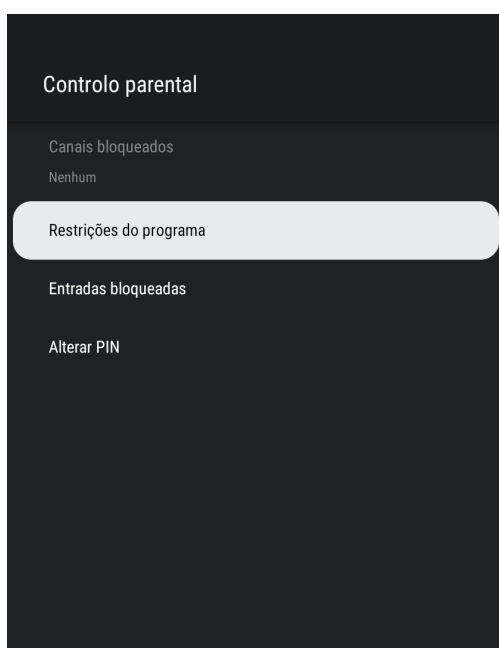 Controlo parental
Canais bloqueados
Nenhum
Restrições do programa
Entradas bloqueadas
Alterar PIN